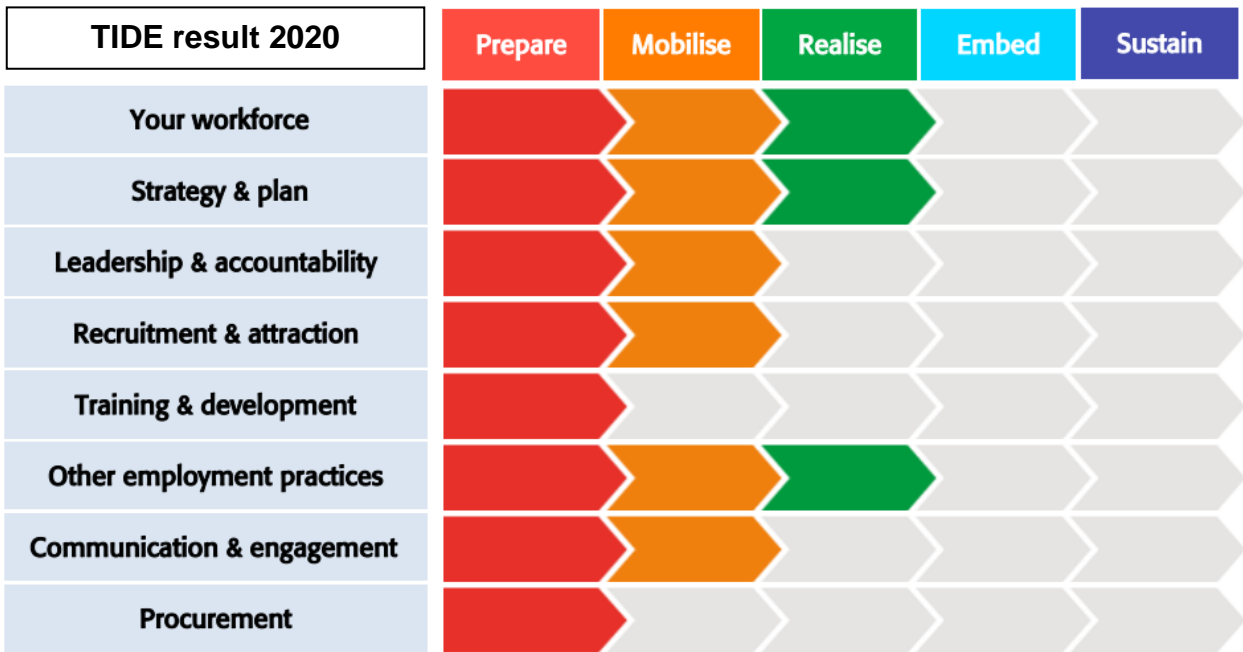 TIDE result 2020
Prepare Mobilise Realise Embed Sustain
Your workforce
Strategy & plan
Leadership & accountability
Recruitment & attraction
Training & development
Other employment practices
Communication & engagement
Procurement